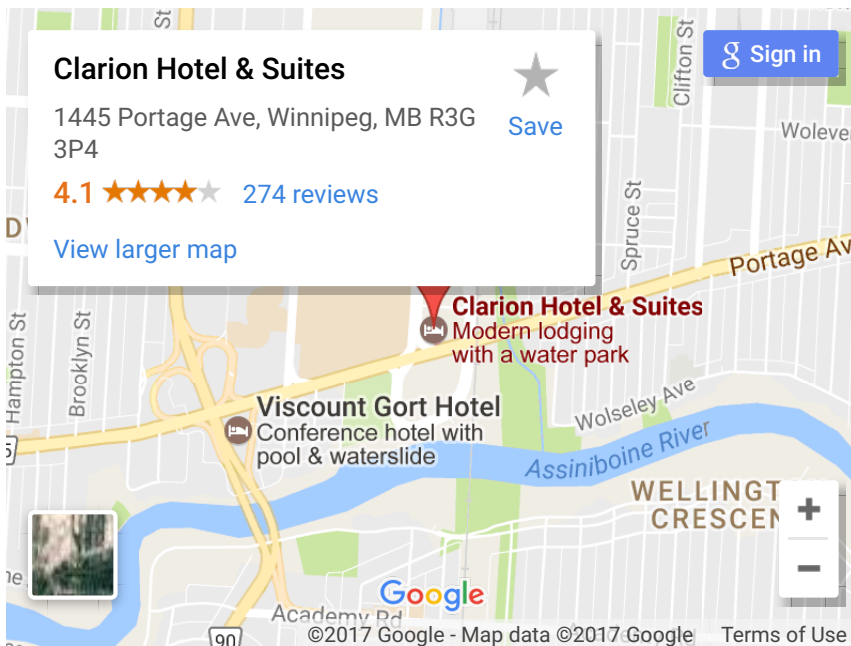 St
Clarion Hotel & Suites
1445 Portage Ave, Winnipeg, MB R3G
3P4
Save
4.1
274 reviews
View larger map
Clifton St
g Sign in
Spruce St
Portage Av
Clarion Hotel & Suites
Modern lodging
with a water park
Hampton St
Brooklyn St
Viscount Gort Hotel
Conference hotel with
pool & waterslide
Wolseley Ave
Assiniboine River
WELLINGT
CRESCEN
+
−
Google
Academy Rd
90
©2017 Google - Map data ©2017 Google
Terms of Use